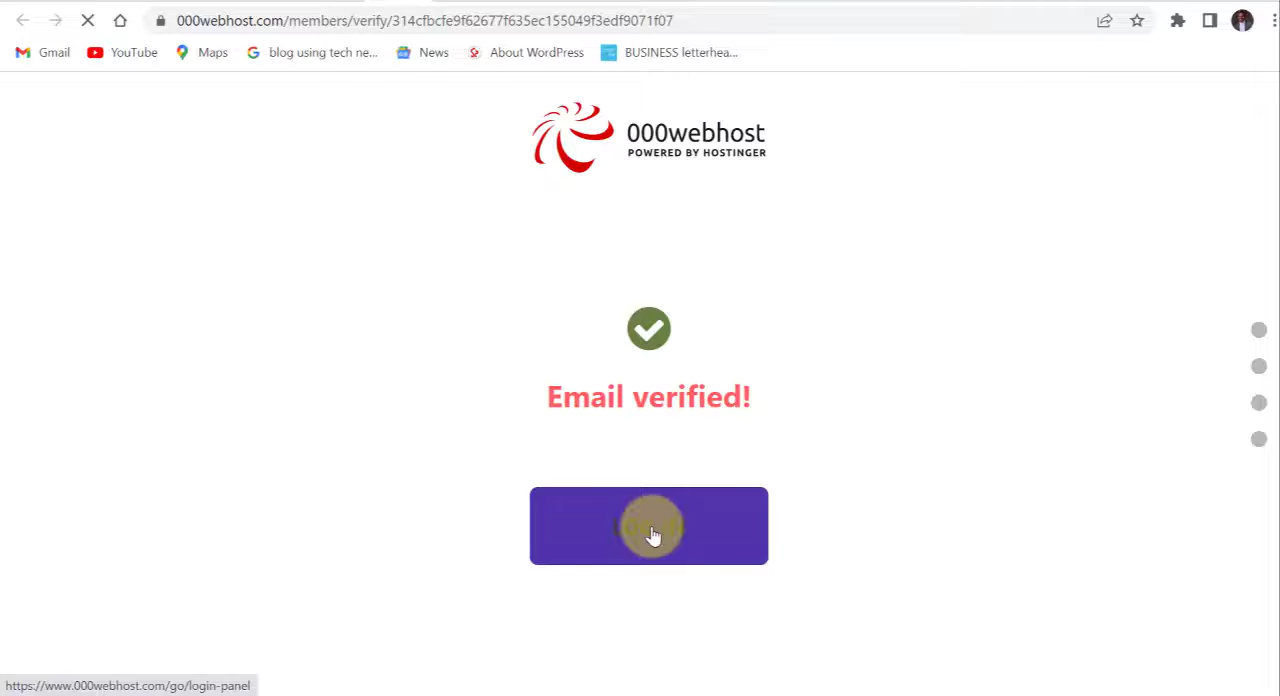 000webhost.com/members/verify/314cfbcfe9f62677f635ec155049f3edf9071f07
Gmail YouTube Maps blog using tech ne... News About WordPress BUSINESS letterhea...
000webhost
POWERED BY HOSTINGER
Email verified!
https://www.000webhost.com/go/login-panel